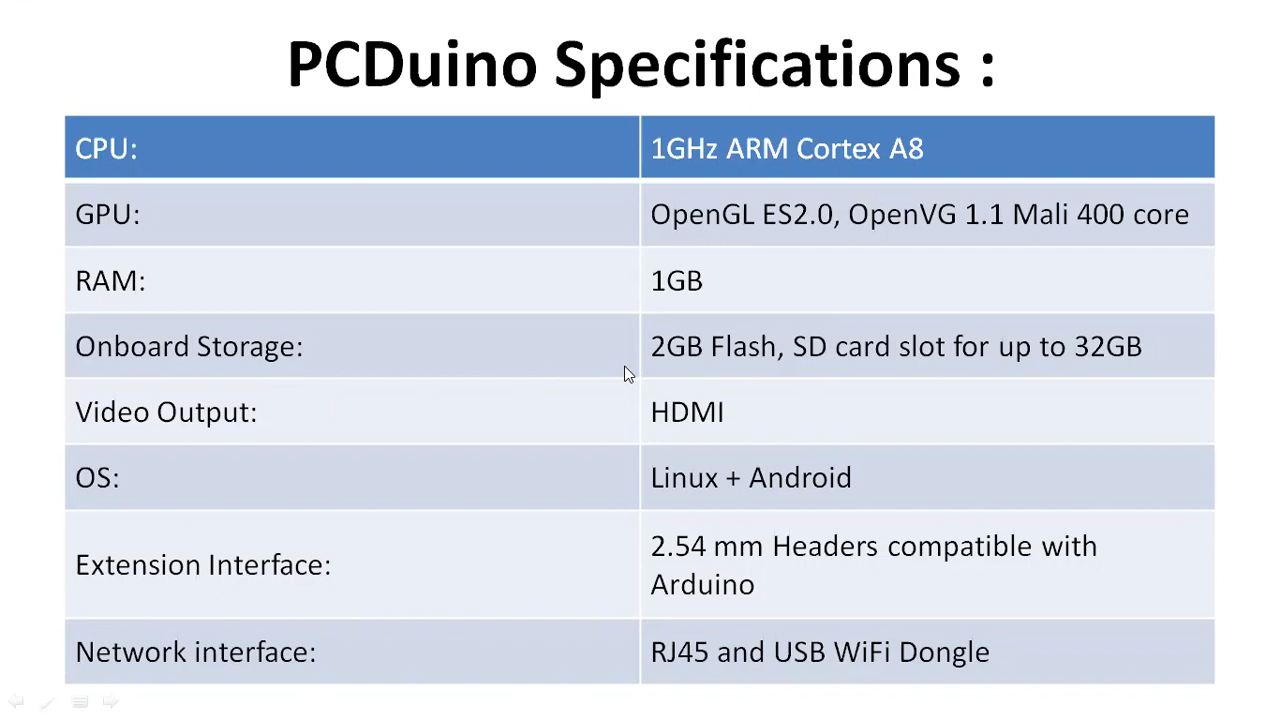 PCDuino Specifications :
CPU: 1GHz ARM Cortex A8
GPU: OpenGL ES2.0, OpenVG 1.1 Mali 400 core
RAM: 1GB
Onboard Storage: 2GB Flash, SD card slot for up to 32GB
Video Output: HDMI
OS: Linux + Android
Extension Interface: 2.54 mm Headers compatible with
Arduino
Network interface: RJ45 and USB WiFi Dongle